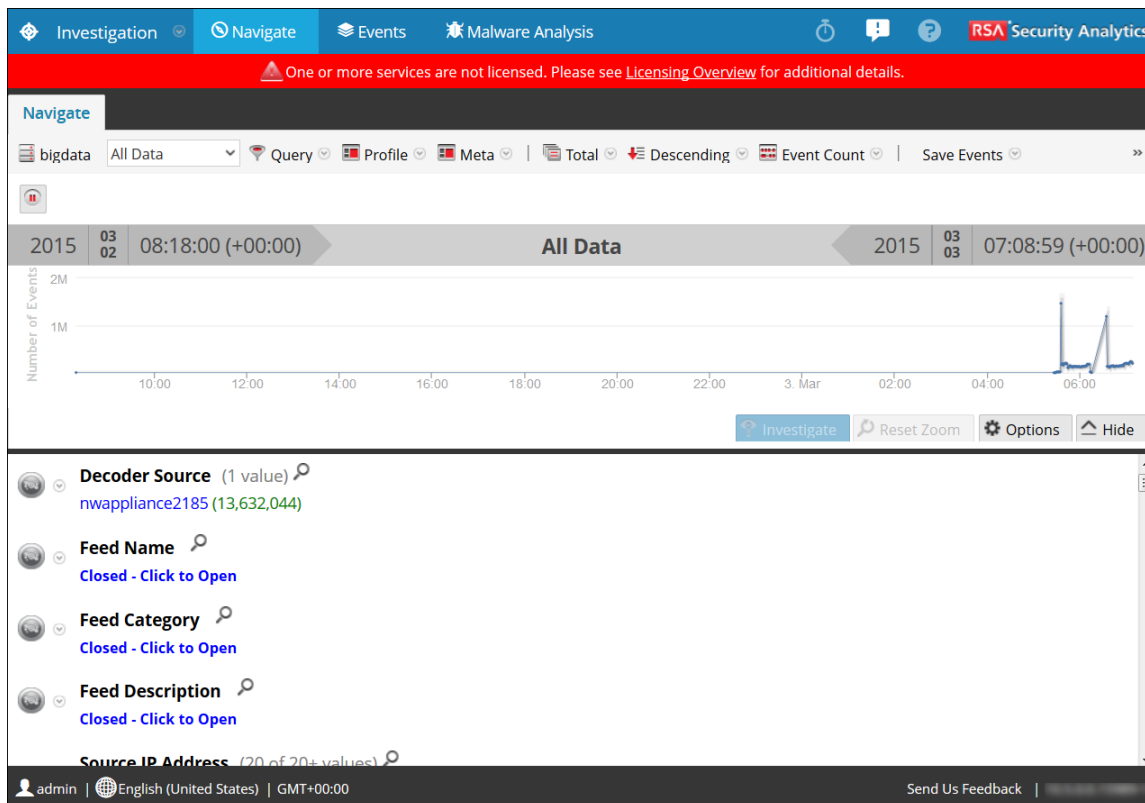 Investigation Navigate Events Malware Analysis RSA Security Analytics
One or more services are not licensed. Please see Licensing Overview for additional details.
Navigate
bigdata All Data Query Profile Meta | Total Descending Event Count | Save Events »
2015 03 02 08:18:00 (+00:00) All Data 2015 03 03 07:08:59 (+00:00)
Number of Events
2M
1M
10:00 12:00 14:00 16:00 18:00 20:00 22:00 3. Mar 02:00 04:00 06:00
Investigate Reset Zoom Options Hide
Decoder Source (1 value)
nwappliance2185 (13,632,044)
Feed Name
Closed - Click to Open
Feed Category
Closed - Click to Open
Feed Description
Closed - Click to Open
Source IP Address (20 of 20+ values)
admin | English (United States) | GMT+00:00 Send Us Feedback |